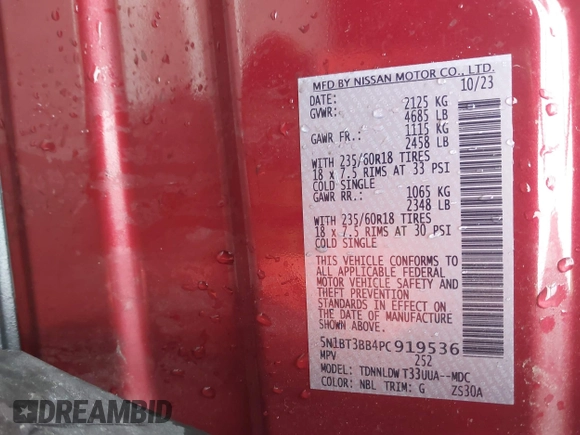 MFD BY NISSAN MOTOR CO., LTD.
DATE: 10/23
GVWR: 2125 KG
4685 LB
GAWR FR.: 1115 KG
2458 LB
WITH 235/60R18 TIRES
18 x 7.5 RIMS AT 33 PSI
COLD SINGLE
GAWR RR.: 1065 KG
2348 LB
WITH 235/60R18 TIRES
18 x 7.5 RIMS AT 30 PSI
COLD SINGLE
THIS VEHICLE CONFORMS TO
ALL APPLICABLE FEDERAL
MOTOR VEHICLE SAFETY AND
THEFT PREVENTION
STANDARDS IN EFFECT ON
THE DATE OF MANUFACTURE
SHOWN ABOVE.
5N1BT3BB4PC919536
MPV 2S2
MODEL: TDNNLDW T33UUA--MDC
COLOR: NBL TRIM: G ZS30A
DREAMBID